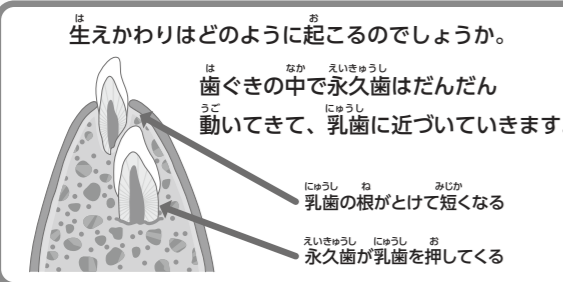 生えかわりはどのように起こるのでしょうか。
歯ぐきの中で永久歯はだんだん
動いてきて、乳歯に近づいていきます。
乳歯の根がとけて短くなる
永久歯が乳歯を押してくる